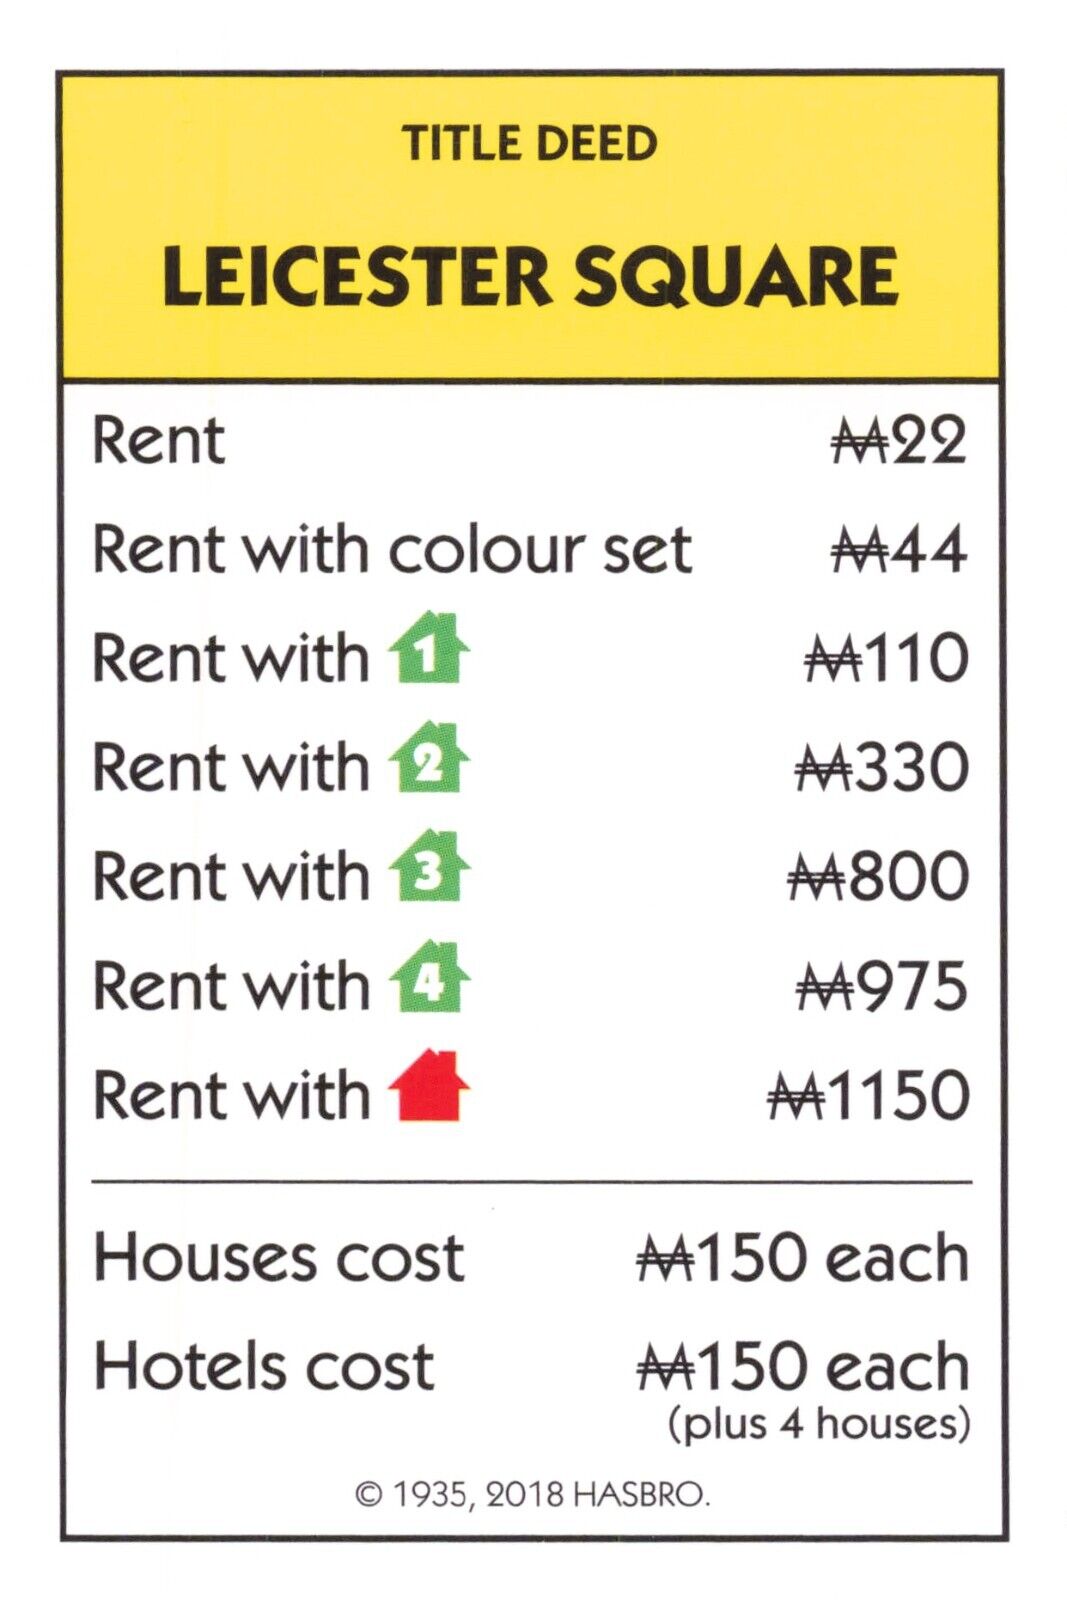 TITLE DEED
LEICESTER SQUARE
Rent ₩22
Rent with colour set ₩44
Rent with 1 ₩110
Rent with 2 ₩330
Rent with 3 ₩800
Rent with 4 ₩975
Rent with ₩1150
Houses cost ₩150 each
Hotels cost ₩150 each
(plus 4 houses)
© 1935, 2018 HASBRO.